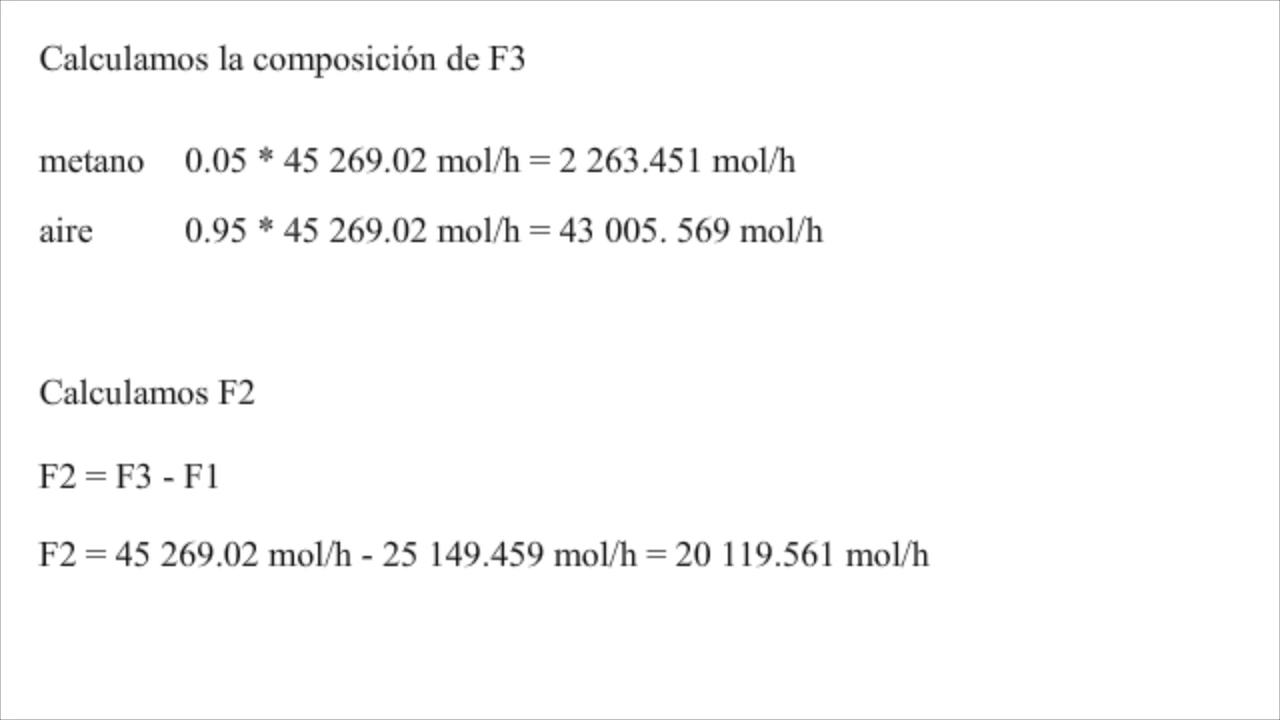 Calculamos la composición de F3
metano 0.05 * 45 269.02 mol/h = 2 263.451 mol/h
aire 0.95 * 45 269.02 mol/h = 43 005. 569 mol/h
Calculamos F2
F2 = F3 - F1
F2 = 45 269.02 mol/h - 25 149.459 mol/h = 20 119.561 mol/h